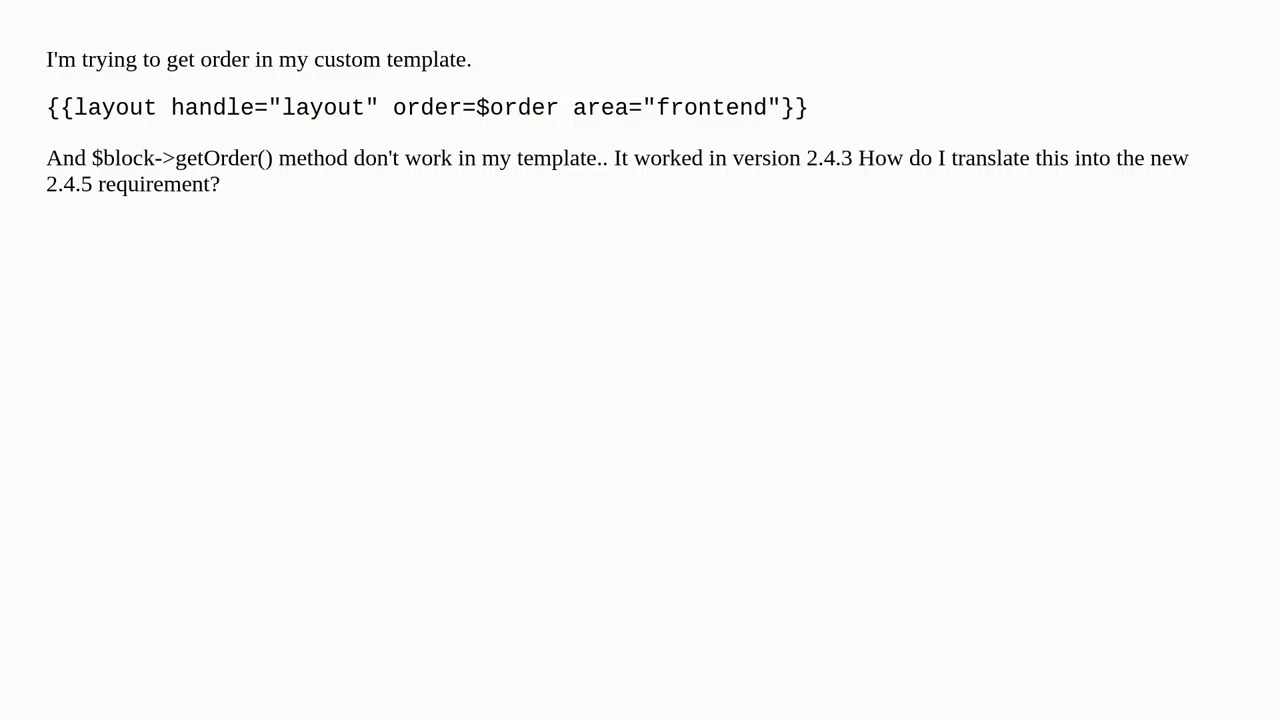 I'm trying to get order in my custom template.
{{layout handle="layout" order=$order area="frontend"}}
And $block->getOrder() method don't work in my template.. It worked in version 2.4.3 How do I translate this into the new
2.4.5 requirement?